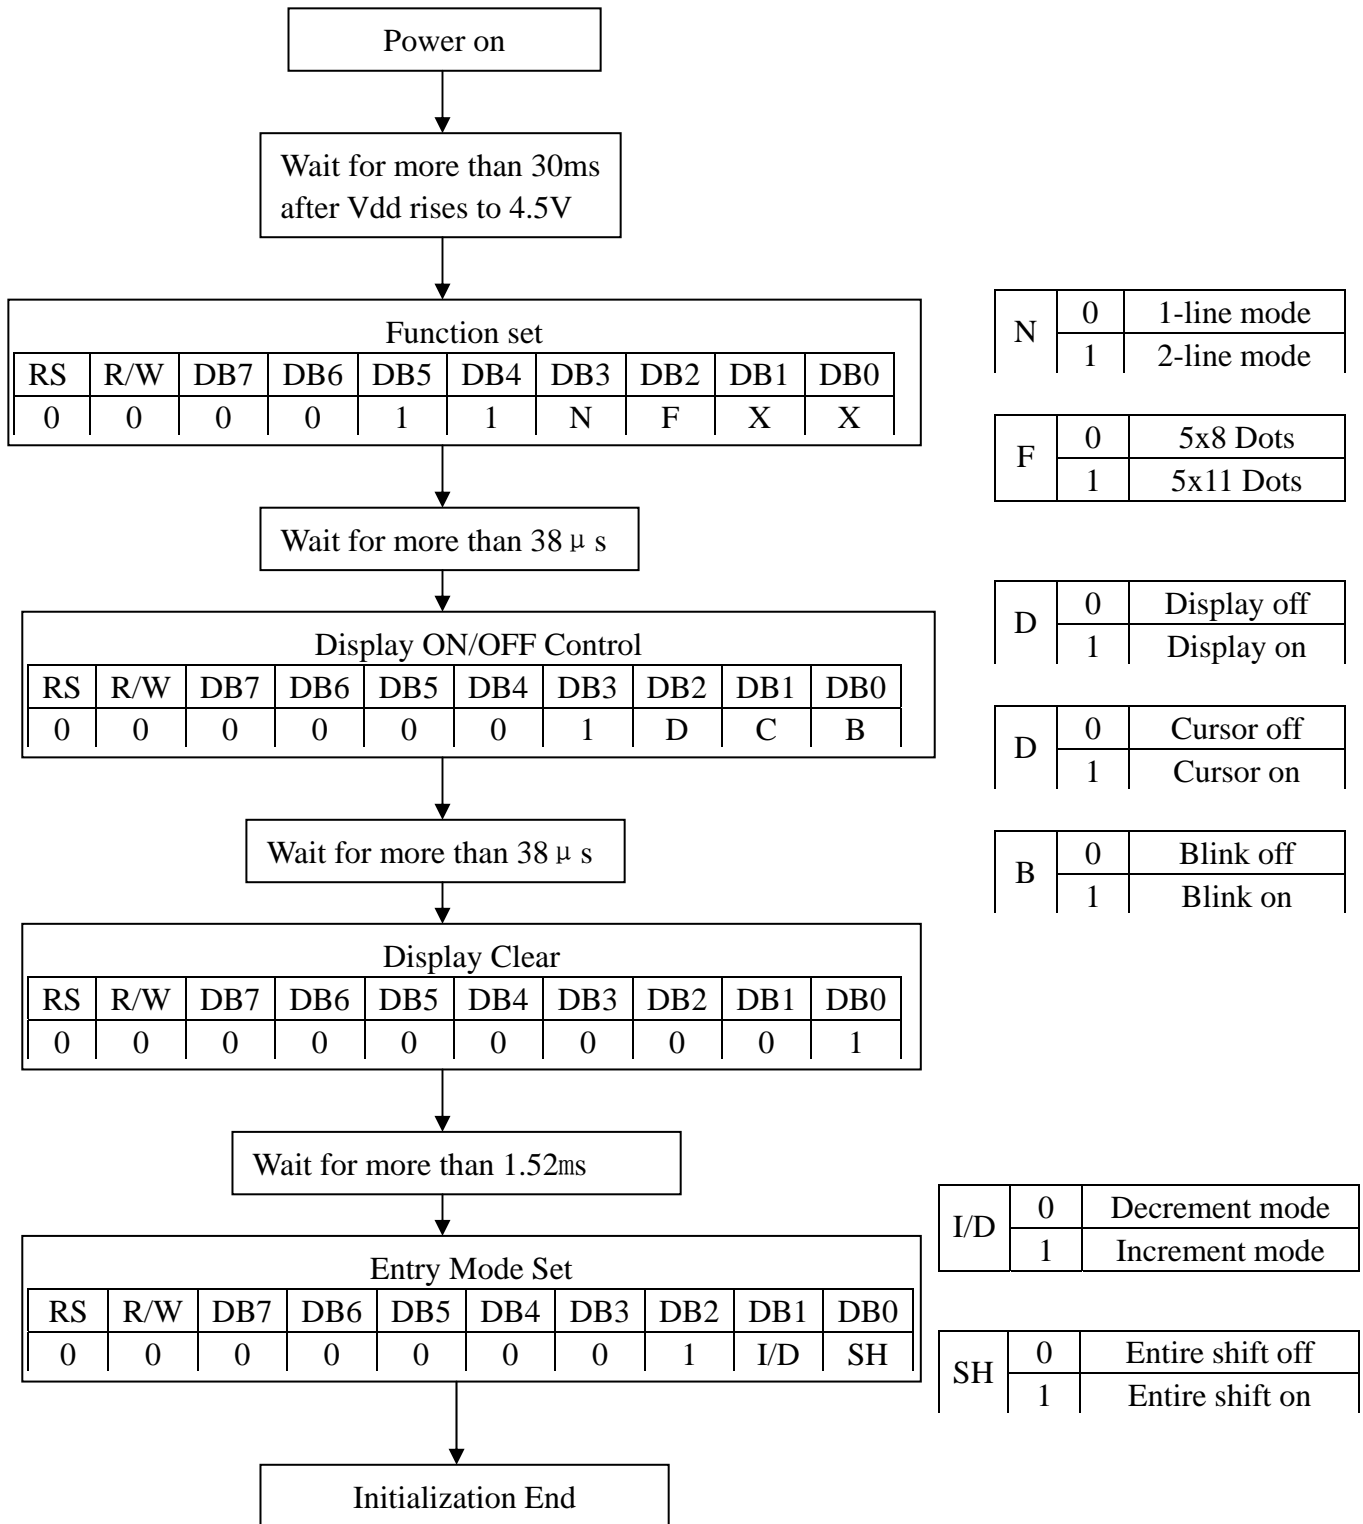 Power on
Wait for more than 30ms
after Vdd rises to 4.5V
Function set
RS R/W DB7 DB6 DB5 DB4 DB3 DB2 DB1 DB0
0 0 0 0 1 1 N F X X
N 0 1-line mode
1 2-line mode
F 0 5x8 Dots
1 5x11 Dots
Wait for more than 38μs
Display ON/OFF Control
RS R/W DB7 DB6 DB5 DB4 DB3 DB2 DB1 DB0
0 0 0 0 0 0 1 D C B
D 0 Display off
1 Display on
D 0 Cursor off
1 Cursor on
B 0 Blink off
1 Blink on
Wait for more than 38μs
Display Clear
RS R/W DB7 DB6 DB5 DB4 DB3 DB2 DB1 DB0
0 0 0 0 0 0 0 0 0 1
Wait for more than 1.52ms
Entry Mode Set
RS R/W DB7 DB6 DB5 DB4 DB3 DB2 DB1 DB0
0 0 0 0 0 0 0 1 I/D SH
I/D 0 Decrement mode
1 Increment mode
SH 0 Entire shift off
1 Entire shift on
Initialization End